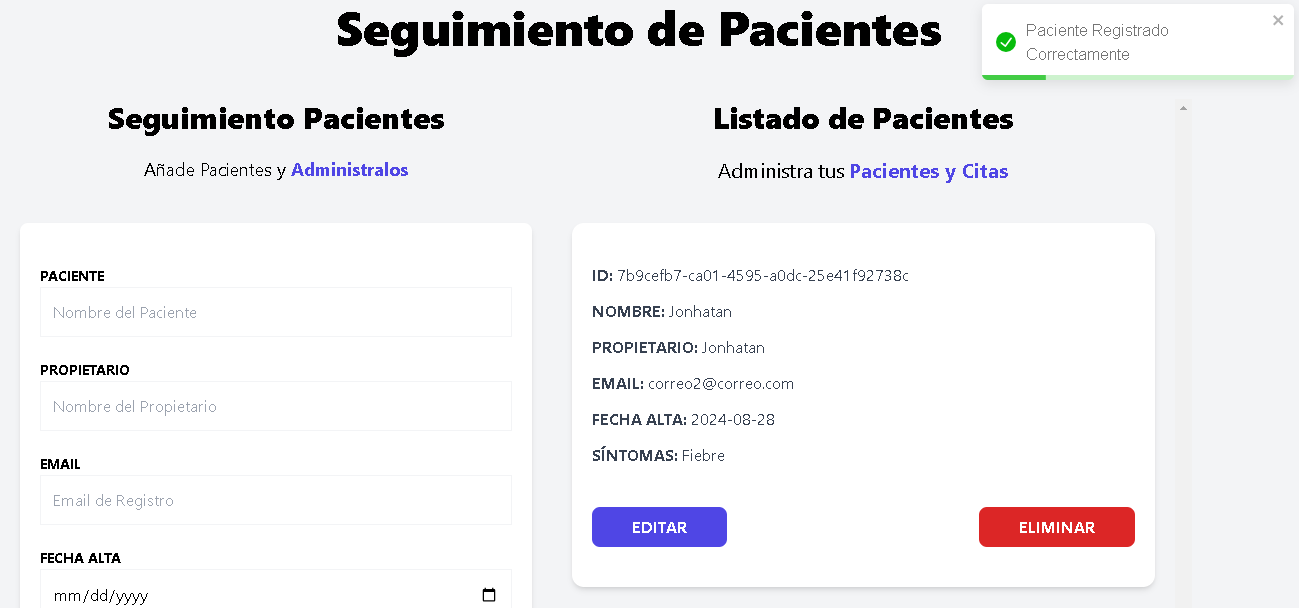 Seguimiento de Pacientes
Paciente Registrado
Correctamente
Seguimiento Pacientes
Añade Pacientes y Administralos
PACIENTE
Nombre del Paciente
PROPIETARIO
Nombre del Propietario
EMAIL
Email de Registro
FECHA ALTA
mm/dd/yyyy
Listado de Pacientes
Administra tus Pacientes y Citas
ID: 7b9cefb7-ca01-4595-a0dc-25e41f92738c
NOMBRE: Jonhatan
PROPIETARIO: Jonhatan
EMAIL: correo2@correo.com
FECHA ALTA: 2024-08-28
SÍNTOMAS: Fiebre
EDITAR
ELIMINAR